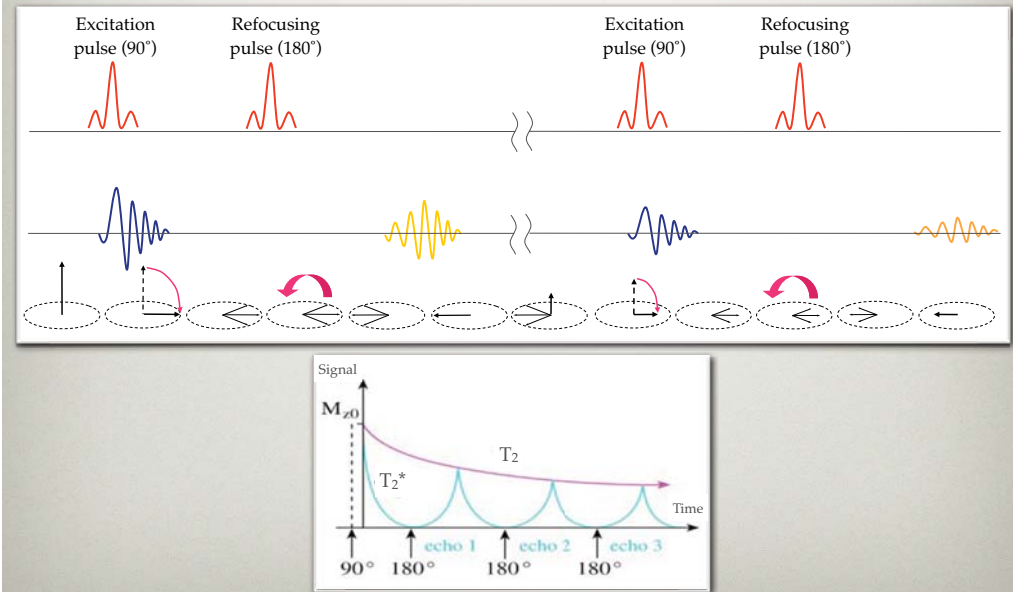 Excitation
pulse (90˚)
Refocusing
pulse (180˚)
Excitation
pulse (90˚)
Refocusing
pulse (180˚)
Signal
Mz0
T2
T2*
Time
echo 1
echo 2
echo 3
90° 180° 180° 180°